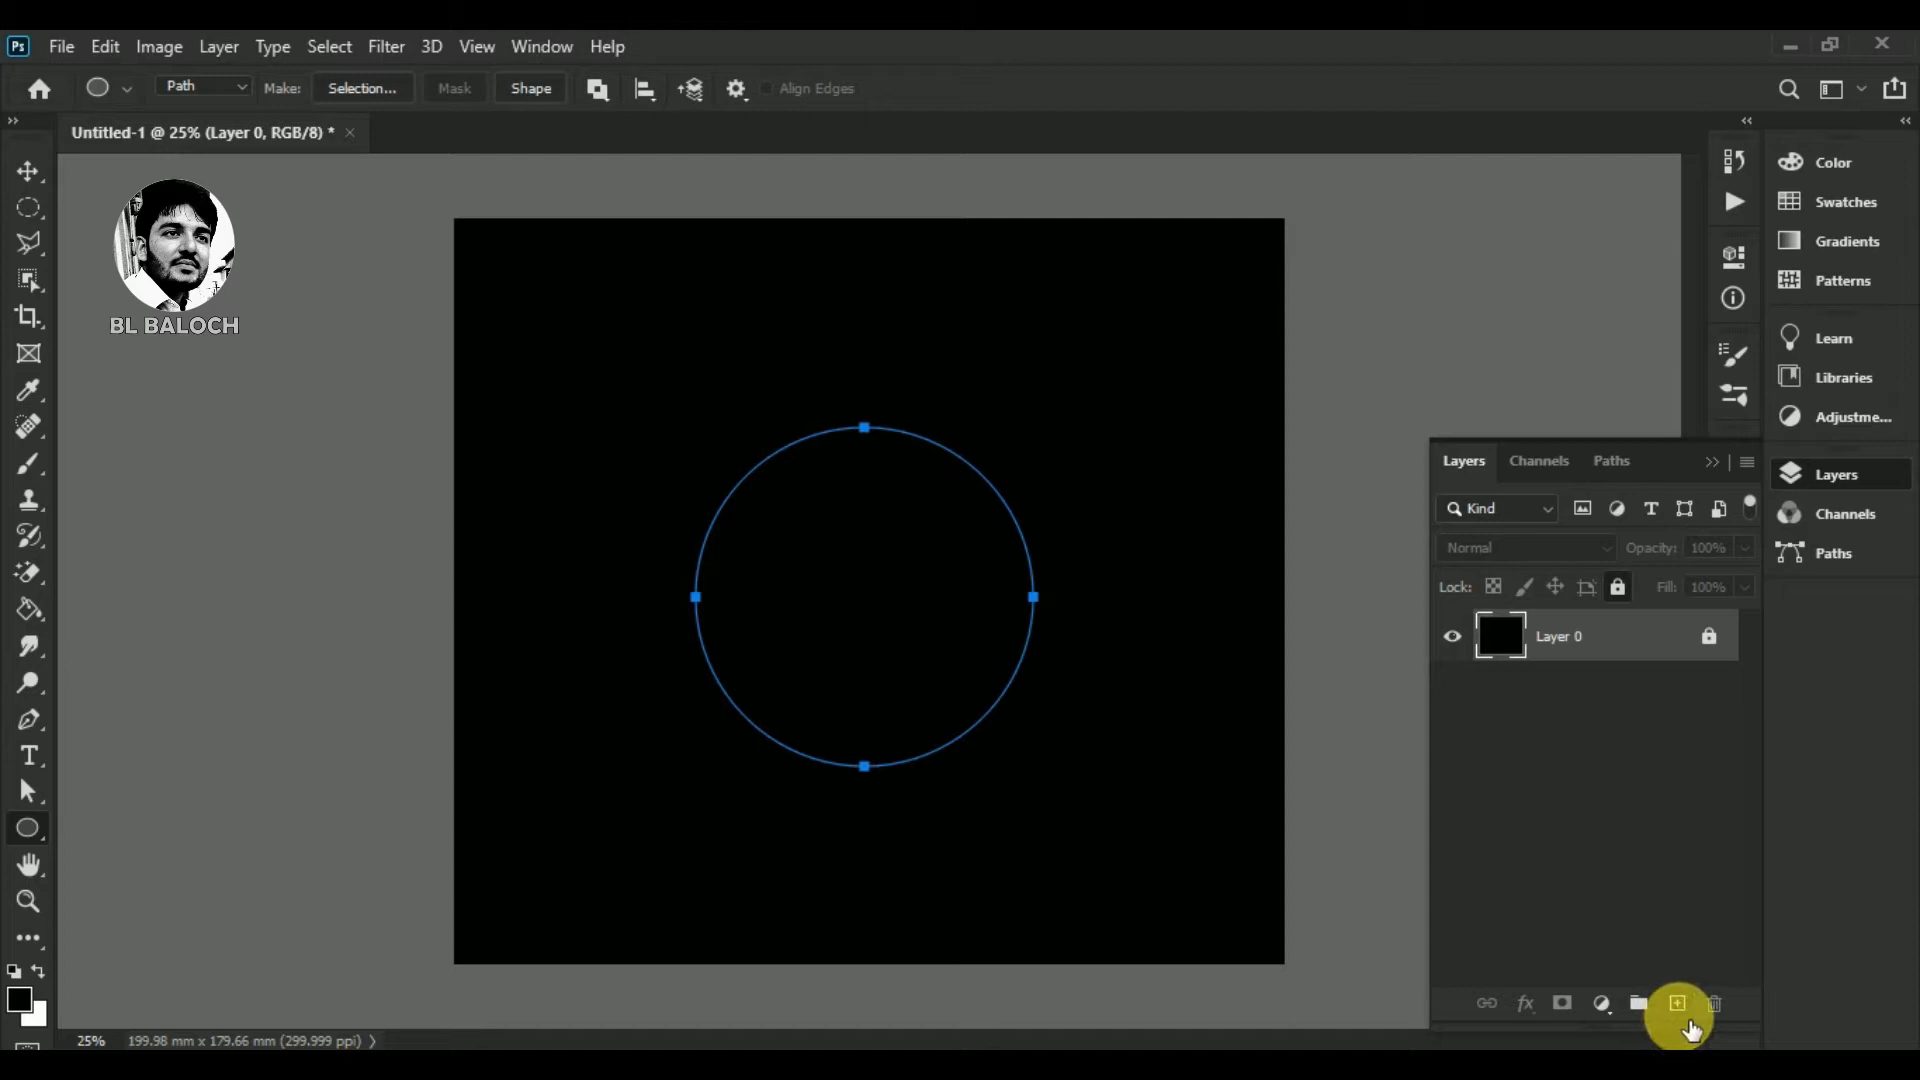 Ps File Edit Image Layer Type Select Filter 3D View Window Help
Path Make: Selection... Mask Shape Align Edges
Untitled-1 @ 25% (Layer 0, RGB/8) *
BL BALOCH
Color
Swatches
Gradients
Patterns
Learn
Libraries
Adjustme...
Layers
Channels
Paths
Layers Channels Paths
Kind
Normal Opacity: 100%
Lock: Fill: 100%
Layer 0
fx
25% 199.98 mm x 179.66 mm (299.999 ppi)